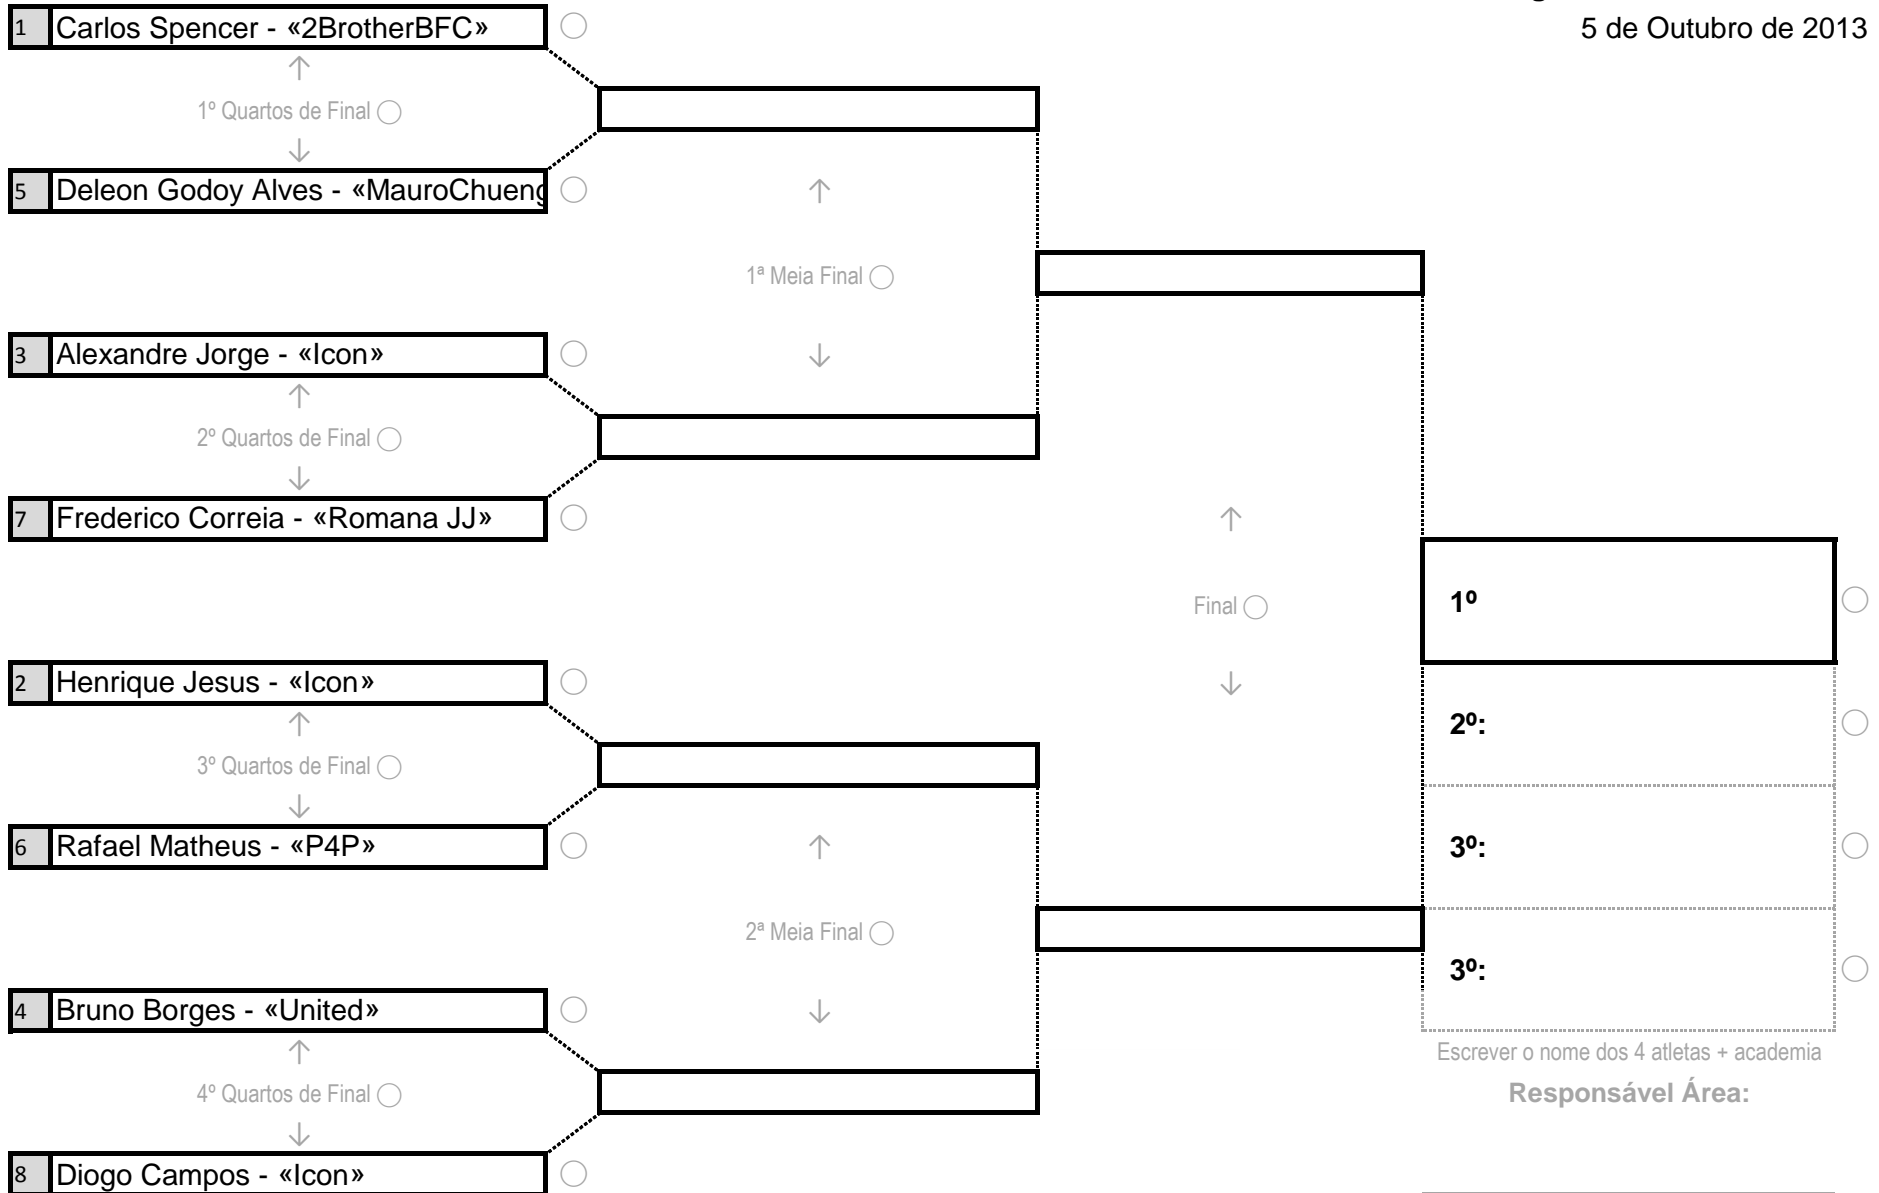 5 de Outubro de 2013
1 Carlos Spencer - «2BrotherBFC»
↑
1º Quartos de Final
↓
5 Deleon Godoy Alves - «MauroChueng
↑
1ª Meia Final
↓
3 Alexandre Jorge - «Icon»
↑
2º Quartos de Final
↓
7 Frederico Correia - «Romana JJ»
↑
Final
↓
2 Henrique Jesus - «Icon»
↑
3º Quartos de Final
↓
6 Rafael Matheus - «P4P»
↑
2ª Meia Final
↓
4 Bruno Borges - «United»
↑
4º Quartos de Final
↓
8 Diogo Campos - «Icon»
1º
2º:
3º:
3º:
Escrever o nome dos 4 atletas + academia
Responsável Área: